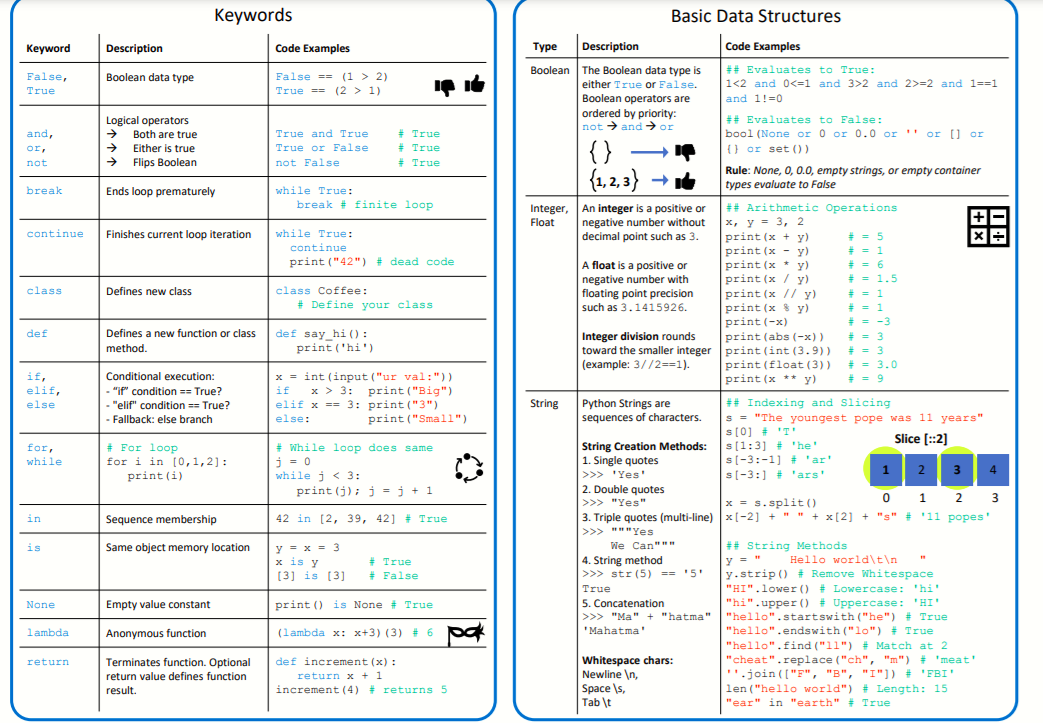 Keywords
Keyword Description Code Examples
False, True
Boolean data type
False == (1 > 2)
True == (2 > 1)
and, or, not
Logical operators
→ Both are true
→ Either is true
→ Flips Boolean
True and True # True
True or False # True
not False # True
break
Ends loop prematurely
while True:
break # finite loop
continue
Finishes current loop iteration
while True:
continue
print("42") # dead code
class
Defines new class
class Coffee:
# Define your class
def
Defines a new function or class
method.
def say_hi():
print('hi')
if, elif, else
Conditional execution:
- "if" condition == True?
- "elif" condition == True?
- Fallback: else branch
x = int(input("ur val:"))
if x > 3: print("Big")
elif x == 3: print("3")
else: print("Small")
for, while
# For loop
for i in [0,1,2]:
print(i)
# While loop does same
j = 0
while j < 3:
print(j); j = j + 1
in
Sequence membership
42 in [2, 39, 42] # True
is
Same object memory location
y = x = 3
x is y # True
[3] is [3] # False
None
Empty value constant
print() is None # True
lambda
Anonymous function
(lambda x: x+3)(3) # 6
return
Terminates function. Optional
return value defines function
result.
def increment(x):
return x + 1
increment(4) # returns 5
Basic Data Structures
Type Description Code Examples
Boolean
The Boolean data type is
either True or False.
Boolean operators are
ordered by priority:
not → and → or
{ }
{1, 2, 3}
## Evaluates to True:
1<2 and 0<=1 and 3>2 and 2>=2 and 1==1
and 1!=0
## Evaluates to False:
bool(None or 0 or 0.0 or '' or [] or
{} or set())
Rule: None, 0, 0.0, empty strings, or empty container
types evaluate to False
Integer, Float
An integer is a positive or
negative number without
decimal point such as 3.
A float is a positive or
negative number with
floating point precision
such as 3.1415926.
Integer division rounds
toward the smaller integer
(example: 3//2==1).
## Arithmetic Operations
x, y = 3, 2
print(x + y) # = 5
print(x - y) # = 1
print(x * y) # = 6
print(x / y) # = 1.5
print(x // y) # = 1
print(x % y) # = 1
print(-x) # = -3
print(abs(-x)) # = 3
print(int(3.9)) # = 3
print(float(3)) # = 3.0
print(x ** y) # = 9
+ −
× ÷
String
Python Strings are
sequences of characters.
String Creation Methods:
1. Single quotes
>>> 'Yes'
2. Double quotes
>>> "Yes"
3. Triple quotes (multi-line)
>>> """Yes
We Can"""
4. String method
>>> str(5) == '5'
True
5. Concatenation
>>> "Ma" + "hatma"
'Mahatma'
Whitespace chars:
Newline \n,
Space \s,
Tab \t
## Indexing and Slicing
s = "The youngest pope was 11 years"
s[0] # 'T'
s[1:3] # 'he'
s[-3:-1] # 'ar'
s[-3:] # 'ars'
Slice [::2]
1 2 3 4
0 1 2 3
x = s.split()
x[-2] + " " + x[2] + "s" # '11 popes'
## String Methods
y = " Hello world\t\n "
y.strip() # Remove Whitespace
"HI".lower() # Lowercase: 'hi'
"hi".upper() # Uppercase: 'HI'
"hello".startswith("he") # True
"hello".endswith("lo") # True
"hello".find("ll") # Match at 2
"cheat".replace("ch", "m") # 'meat'
''.join(["F", "B", "I"]) # 'FBI'
len("hello world") # Length: 15
"ear" in "earth" # True